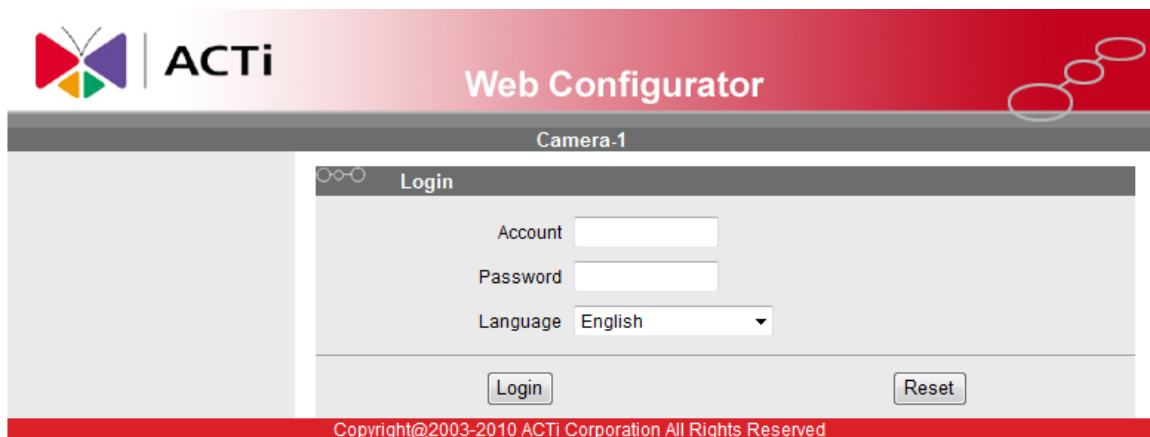 ACTi
Web Configurator
Camera-1
Login
Account
Password
Language English
Login Reset
Copyright@2003-2010 ACTi Corporation All Rights Reserved